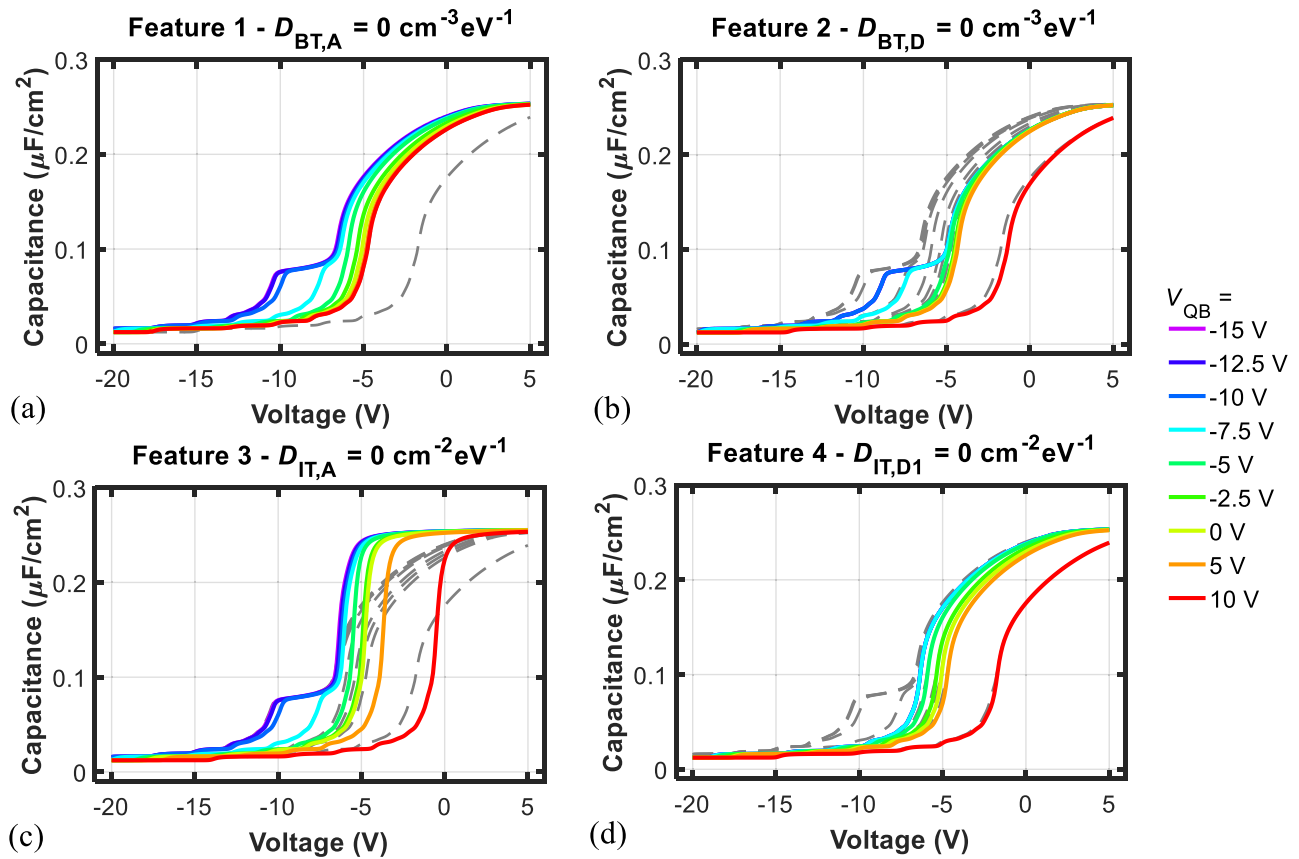 Feature 1 - D_BT,A = 0 cm⁻³eV⁻¹
Capacitance (μF/cm²)
0.3
0.2
0.1
0
-20 -15 -10 -5 0 5
Voltage (V)
(a)
Feature 2 - D_BT,D = 0 cm⁻³eV⁻¹
Capacitance (μF/cm²)
0.3
0.2
0.1
0
-20 -15 -10 -5 0 5
Voltage (V)
(b)
Feature 3 - D_IT,A = 0 cm⁻²eV⁻¹
Capacitance (μF/cm²)
0.3
0.2
0.1
0
-20 -15 -10 -5 0 5
Voltage (V)
(c)
Feature 4 - D_IT,D1 = 0 cm⁻²eV⁻¹
Capacitance (μF/cm²)
0.3
0.2
0.1
0
-20 -15 -10 -5 0 5
Voltage (V)
(d)
V_QB =
-15 V
-12.5 V
-10 V
-7.5 V
-5 V
-2.5 V
0 V
5 V
10 V